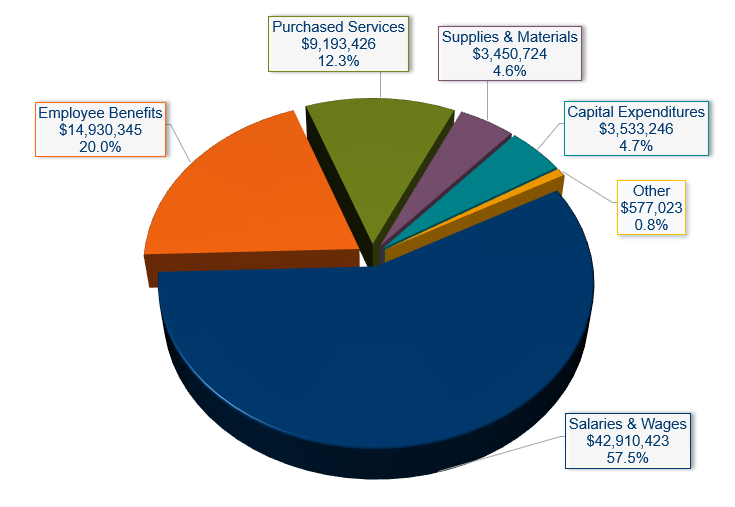 Purchased Services
$9,193,426
12.3%
Supplies & Materials
$3,450,724
4.6%
Employee Benefits
$14,930,345
20.0%
Capital Expenditures
$3,533,246
4.7%
Other
$577,023
0.8%
Salaries & Wages
$42,910,423
57.5%